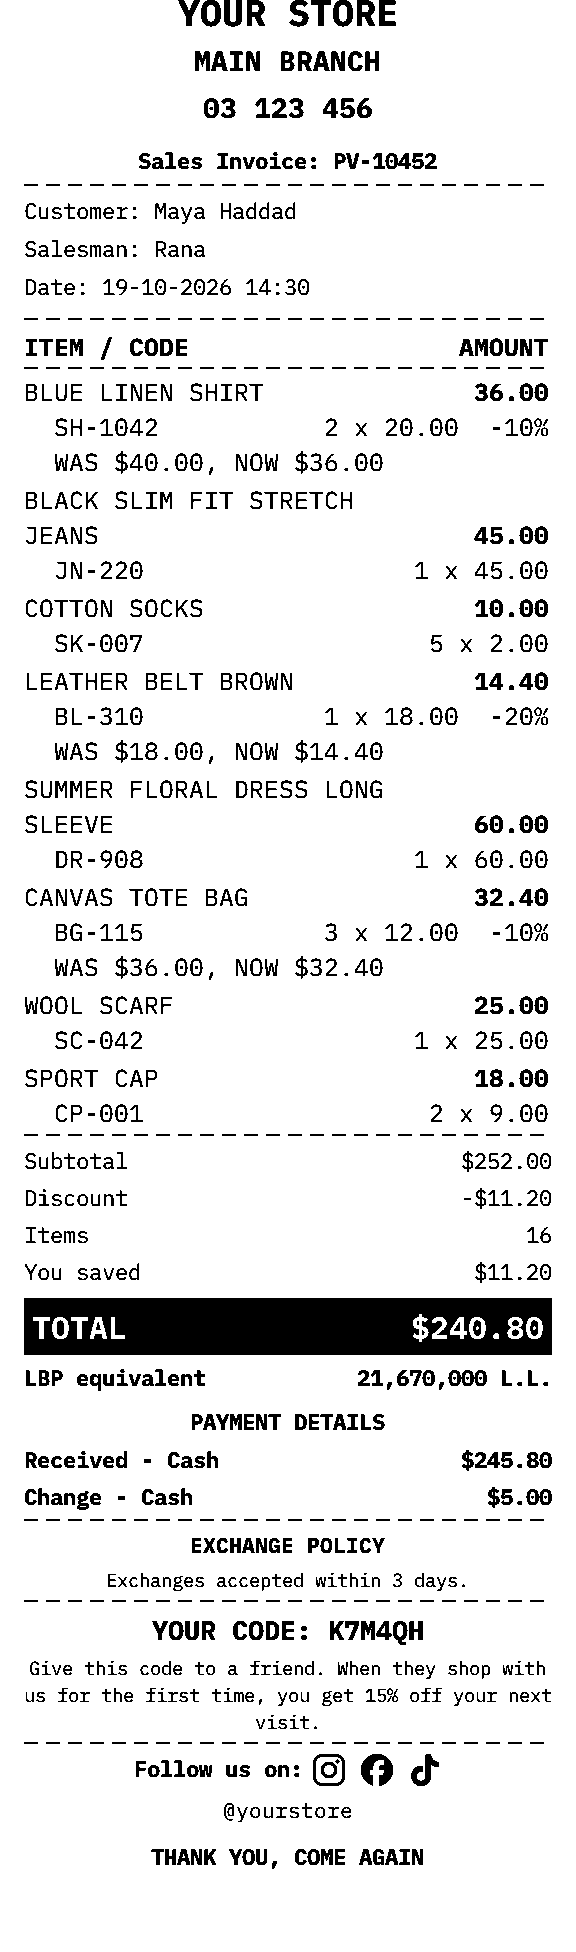 YOUR STORE
MAIN BRANCH
03 123 456
Sales Invoice: PV-10452
Customer: Maya Haddad
Salesman: Rana
Date: 19-10-2026 14:30
ITEM / CODE AMOUNT
BLUE LINEN SHIRT 36.00
SH-1042 2 x 20.00 -10%
WAS $40.00, NOW $36.00
BLACK SLIM FIT STRETCH
JEANS 45.00
JN-220 1 x 45.00
COTTON SOCKS 10.00
SK-007 5 x 2.00
LEATHER BELT BROWN 14.40
BL-310 1 x 18.00 -20%
WAS $18.00, NOW $14.40
SUMMER FLORAL DRESS LONG
SLEEVE 60.00
DR-908 1 x 60.00
CANVAS TOTE BAG 32.40
BG-115 3 x 12.00 -10%
WAS $36.00, NOW $32.40
WOOL SCARF 25.00
SC-042 1 x 25.00
SPORT CAP 18.00
CP-001 2 x 9.00
Subtotal $252.00
Discount -$11.20
Items 16
You saved $11.20
TOTAL $240.80
LBP equivalent 21,670,000 L.L.
PAYMENT DETAILS
Received - Cash $245.80
Change - Cash $5.00
EXCHANGE POLICY
Exchanges accepted within 3 days.
YOUR CODE: K7M4QH
Give this code to a friend. When they shop with
us for the first time, you get 15% off your next
visit.
Follow us on:
@yourstore
THANK YOU, COME AGAIN